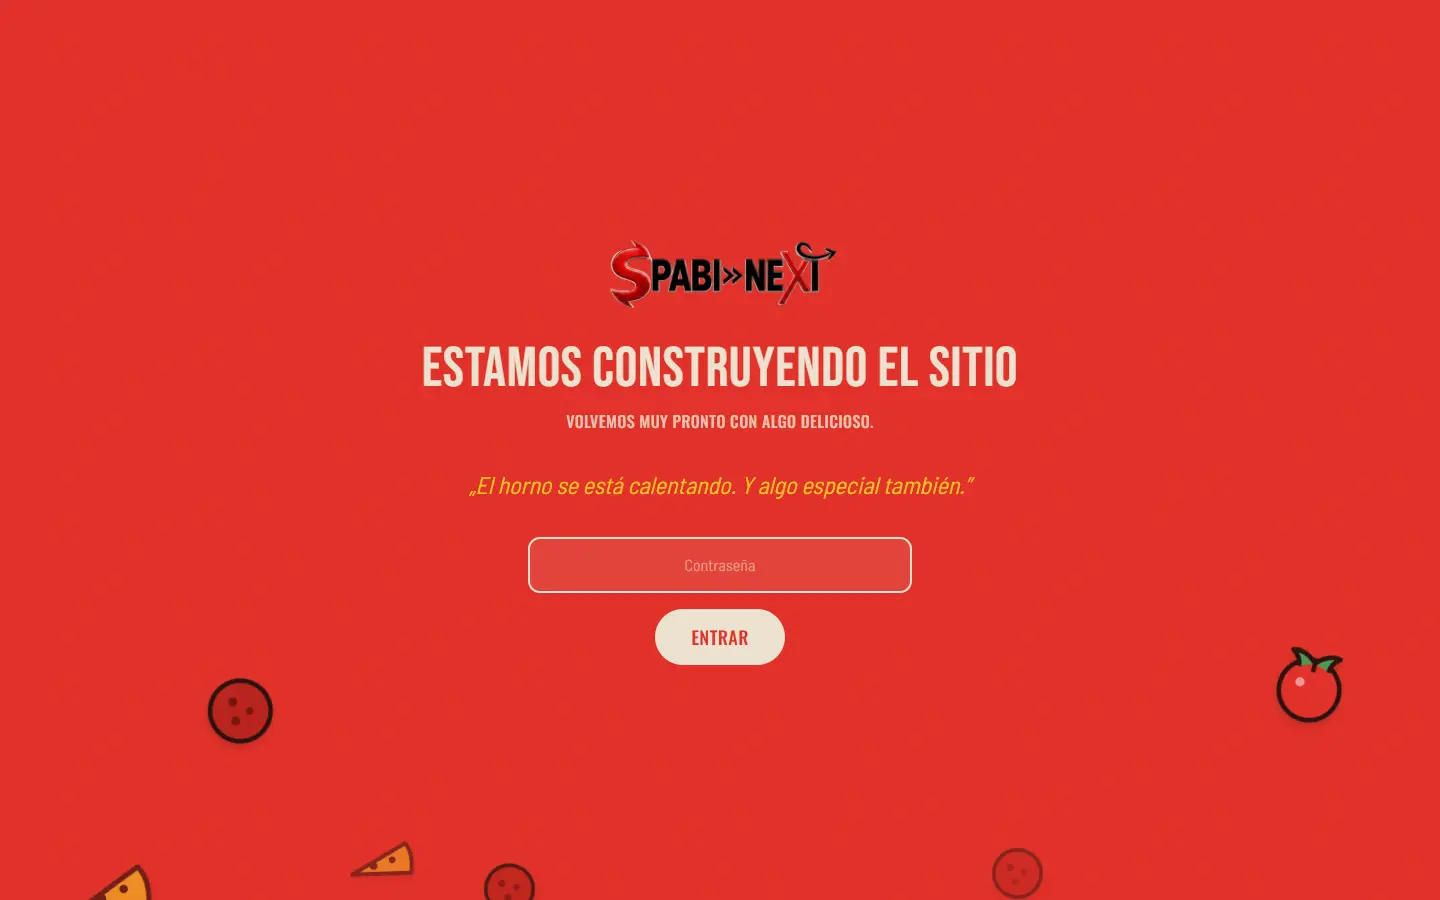 SPABI»NEXT
ESTAMOS CONSTRUYENDO EL SITIO
VOLVEMOS MUY PRONTO CON ALGO DELICIOSO.
„El horno se está calentando. Y algo especial también.”
Contraseña
ENTRAR